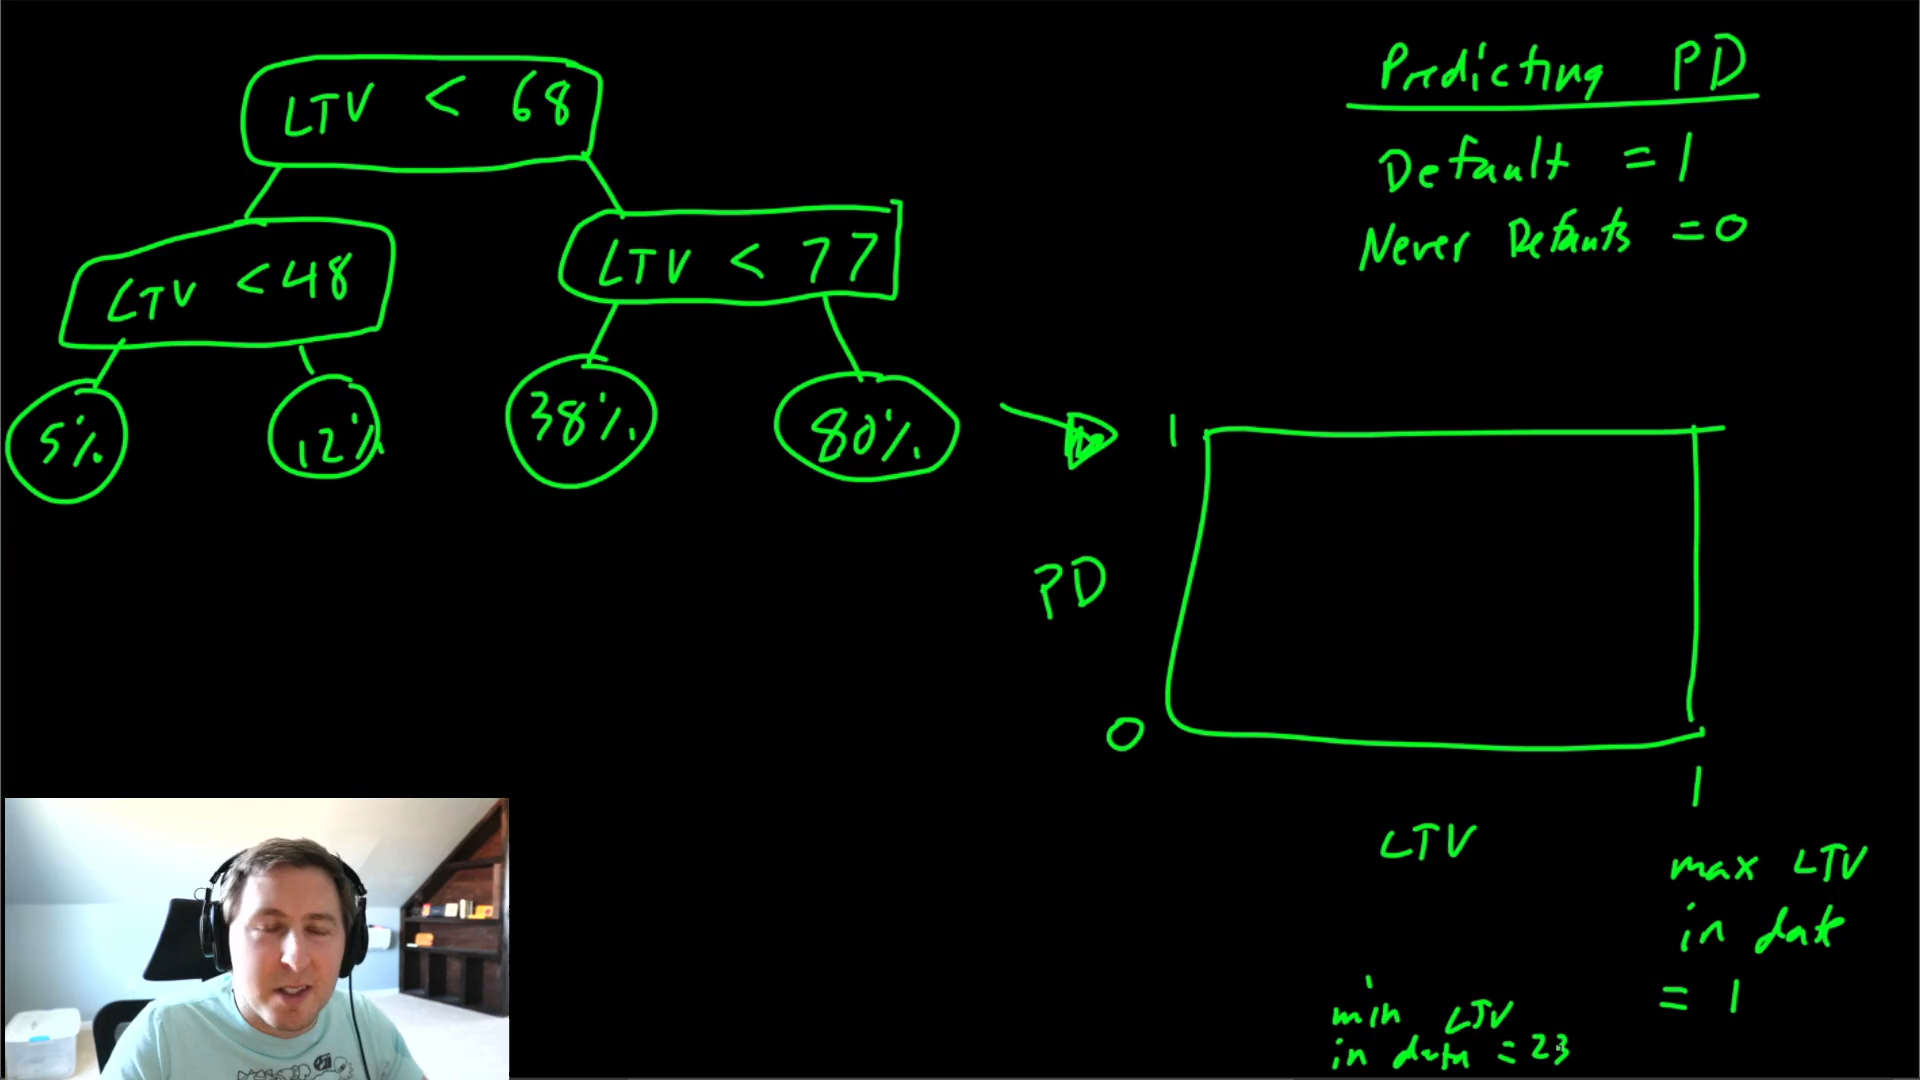 LTV < 68
LTV < 48
LTV < 77
5%
12%
38%
80%
Predicting PD
Default = 1
Never Defaults = 0
1
PD
0
1
LTV
max LTV
in data
= 1
min LTV
in data = 23